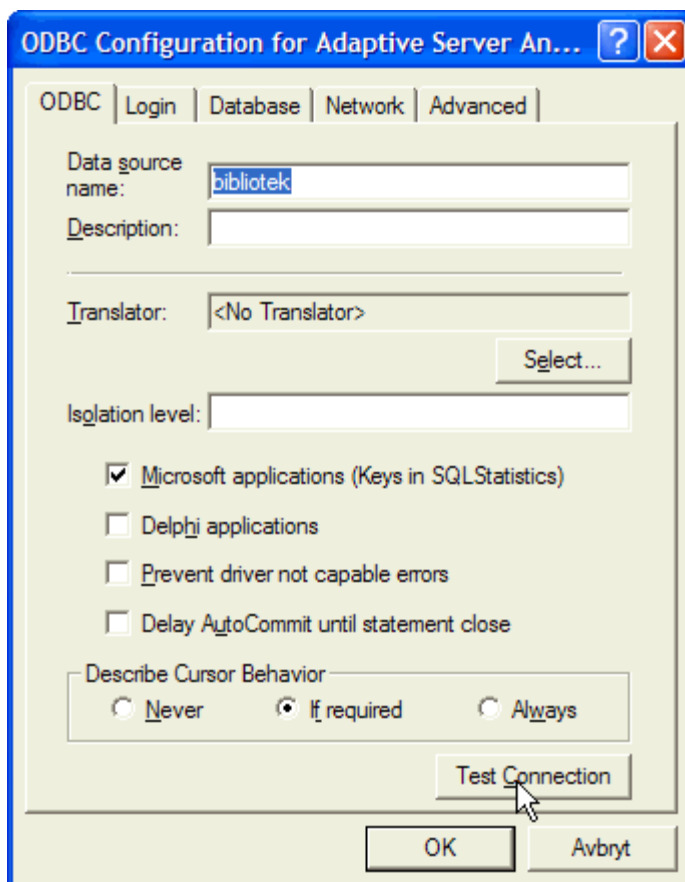 ODBC Configuration for Adaptive Server An... ?
ODBC Login Database Network Advanced
Data source
name: bibliotek
Description:
Translator: <No Translator>
Select...
Isolation level:
Microsoft applications (Keys in SQLStatistics)
Delphi applications
Prevent driver not capable errors
Delay AutoCommit until statement close
Describe Cursor Behavior
Never If required Always
Test Connection
OK Avbryt